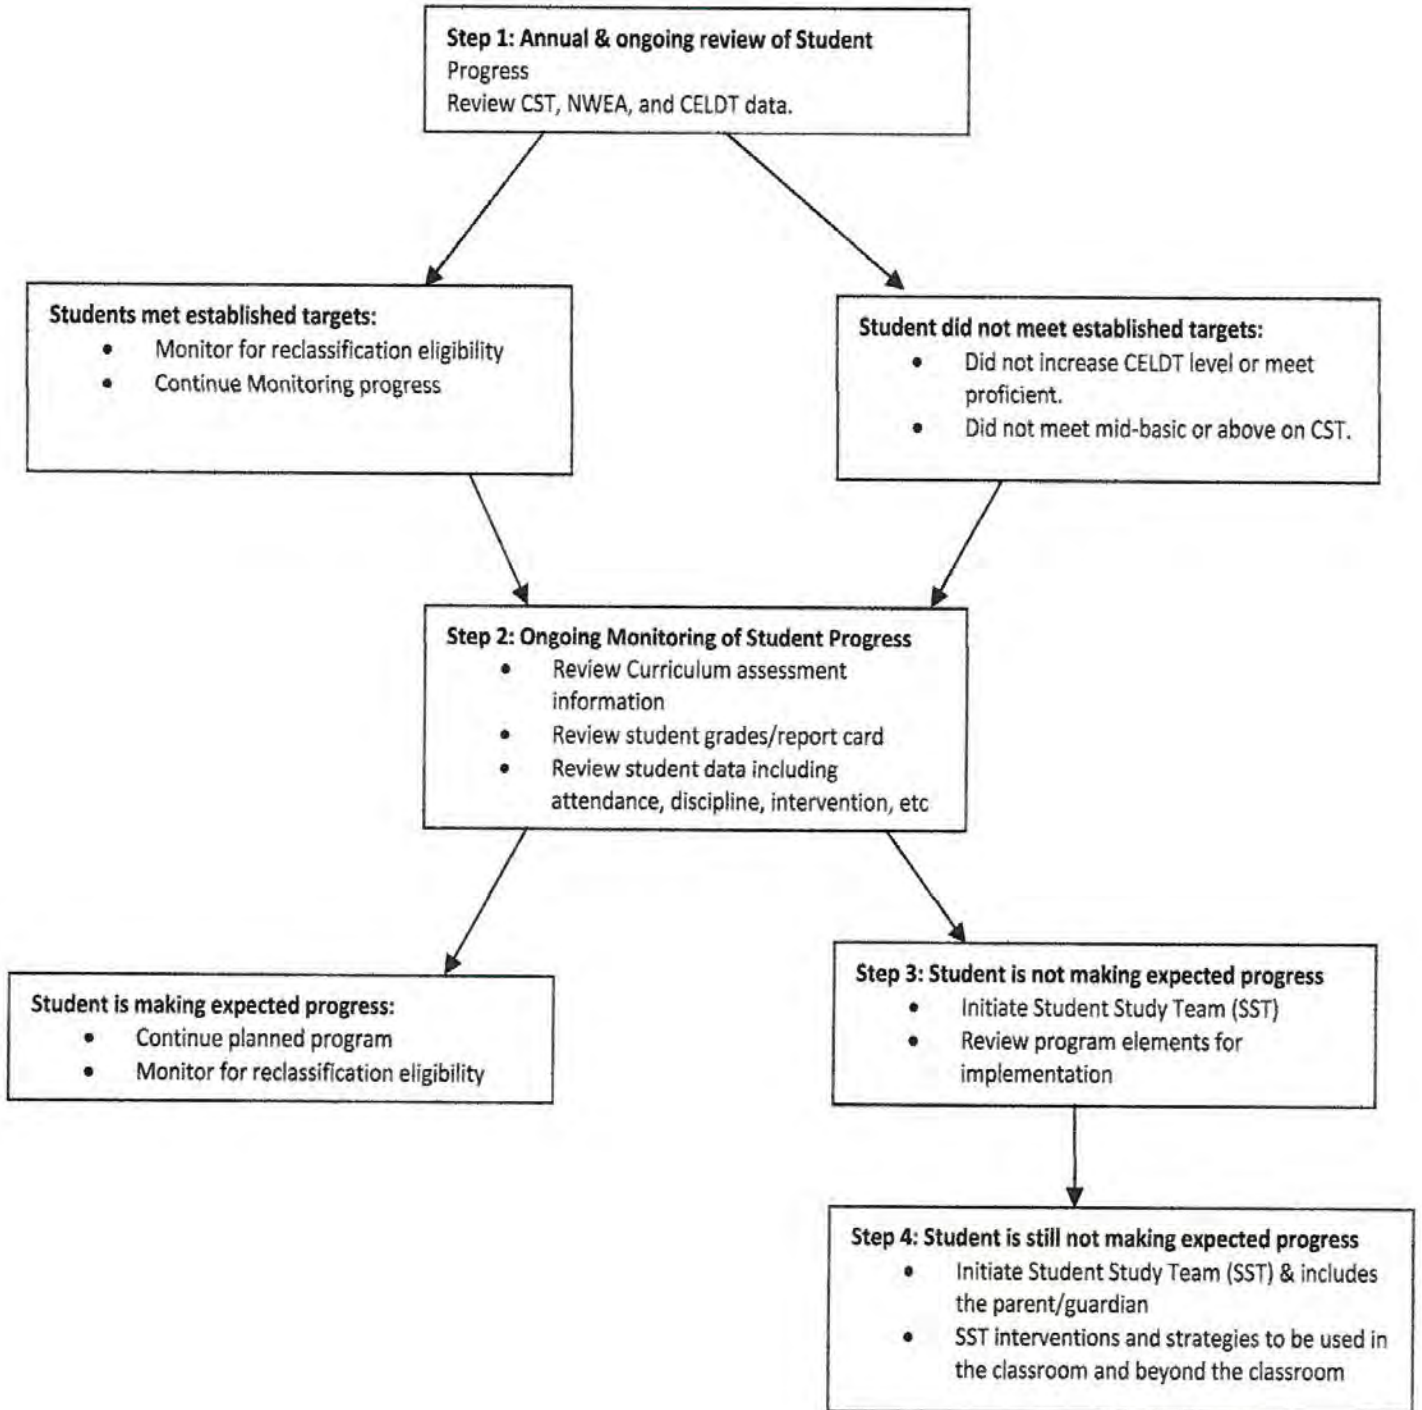 Step 1: Annual & ongoing review of Student
Progress
Review CST, NWEA, and CELDT data.
Students met established targets:
• Monitor for reclassification eligibility
• Continue Monitoring progress
Student did not meet established targets:
• Did not increase CELDT level or meet
proficient.
• Did not meet mid-basic or above on CST.
Step 2: Ongoing Monitoring of Student Progress
• Review Curriculum assessment
information
• Review student grades/report card
• Review student data including
attendance, discipline, intervention, etc
Student is making expected progress:
• Continue planned program
• Monitor for reclassification eligibility
Step 3: Student is not making expected progress
• Initiate Student Study Team (SST)
• Review program elements for
implementation
Step 4: Student is still not making expected progress
• Initiate Student Study Team (SST) & includes
the parent/guardian
• SST interventions and strategies to be used in
the classroom and beyond the classroom